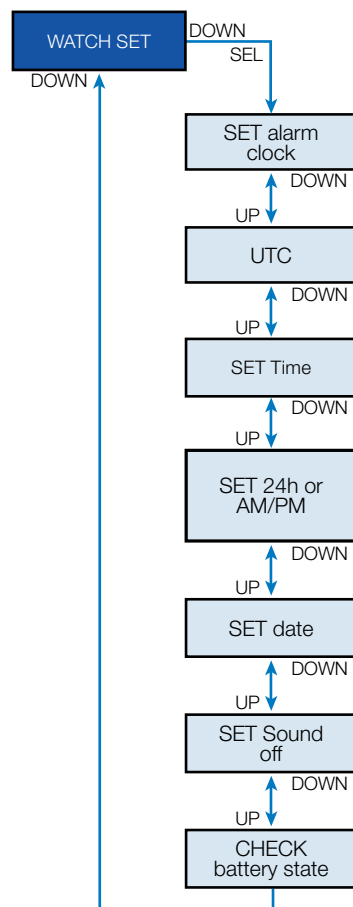 WATCH SET
DOWN
SEL
DOWN
SET alarm
clock
DOWN
UP
UTC
DOWN
UP
SET Time
DOWN
UP
SET 24h or
AM/PM
DOWN
UP
SET date
DOWN
UP
SET Sound
off
DOWN
UP
CHECK
battery state